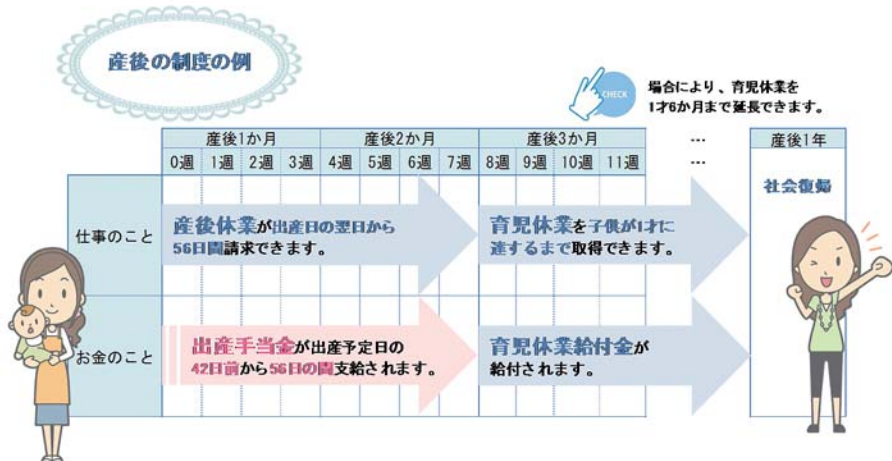 産後の制度の例
CHECK
場合により、育児休業を
1才6か月まで延長できます。
産後1か月 産後2か月 産後3か月 … 産後1年
0週 1週 2週 3週 4週 5週 6週 7週 8週 9週 10週 11週 …
社会復帰
仕事のこと
産後休業が出産日の翌日から
56日間請求できます。
育児休業を子供が1才に
達するまで取得できます。
お金のこと
出産手当金が出産予定日の
42日前から56日の間支給されます。
育児休業給付金が
給付されます。